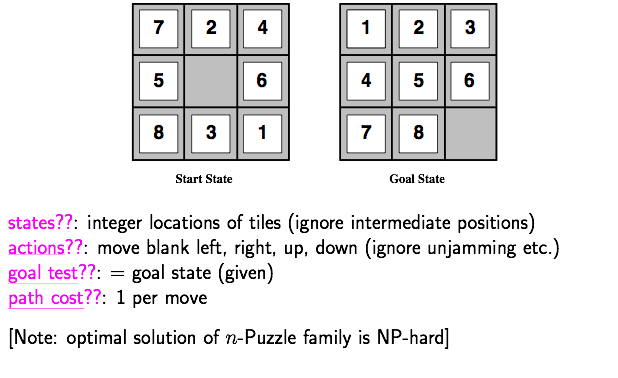 7 2 4 1 2 3
5 6 4 5 6
8 3 1 7 8
Start State Goal State
states??: integer locations of tiles (ignore intermediate positions)
actions??: move blank left, right, up, down (ignore unjamming etc.)
goal test??: = goal state (given)
path cost??: 1 per move
[Note: optimal solution of n-Puzzle family is NP-hard]